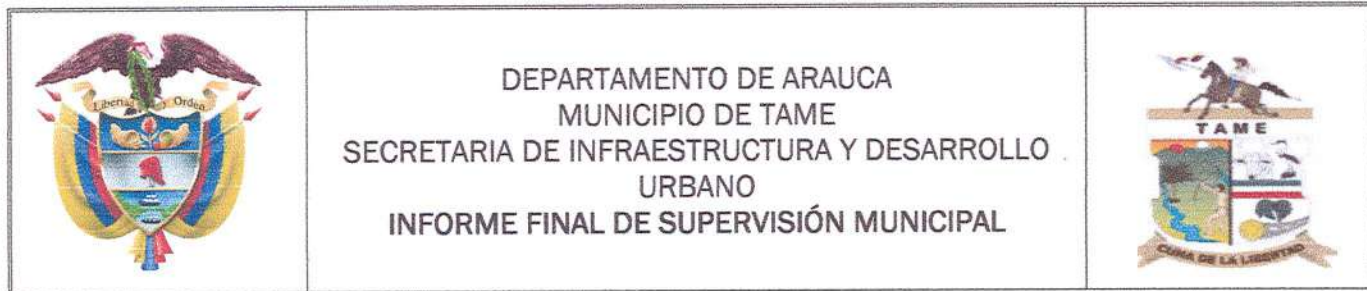 Libertad y Orden
DEPARTAMENTO DE ARAUCA
MUNICIPIO DE TAME
SECRETARIA DE INFRAESTRUCTURA Y DESARROLLO
URBANO
INFORME FINAL DE SUPERVISIÓN MUNICIPAL
TAME
CUNA DE LA LIBERTAD